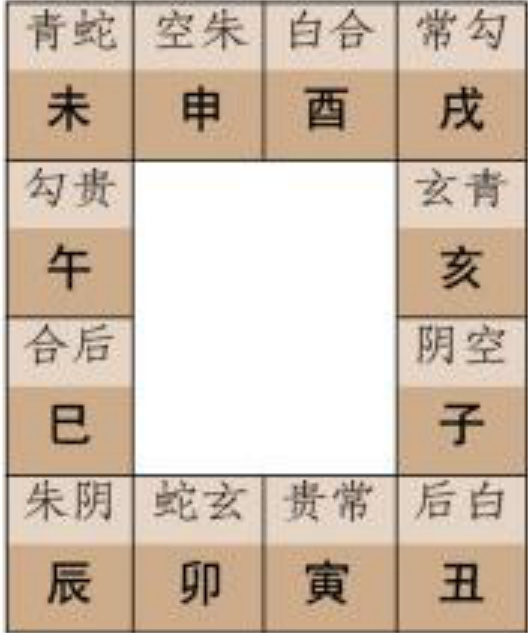 青蛇 空朱 白合 常勾
未 申 酉 戌
勾贵 玄青
午 亥
合后 阴空
巳 子
朱阴 蛇玄 贵常 后白
辰 卯 寅 丑